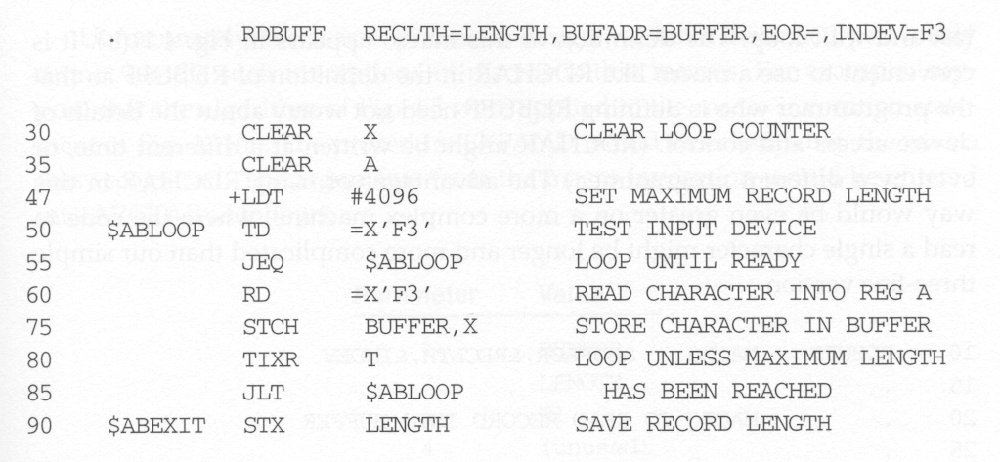 . RDBUFF RECLTH=LENGTH,BUFADR=BUFFER,EOR=,INDEV=F3
30 CLEAR X CLEAR LOOP COUNTER
35 CLEAR A
47 +LDT #4096 SET MAXIMUM RECORD LENGTH
50 $ABLOOP TD =X'F3' TEST INPUT DEVICE
55 JEQ $ABLOOP LOOP UNTIL READY
60 RD =X'F3' READ CHARACTER INTO REG A
75 STCH BUFFER,X STORE CHARACTER IN BUFFER
80 TIXR T LOOP UNLESS MAXIMUM LENGTH
85 JLT $ABLOOP HAS BEEN REACHED
90 $ABEXIT STX LENGTH SAVE RECORD LENGTH